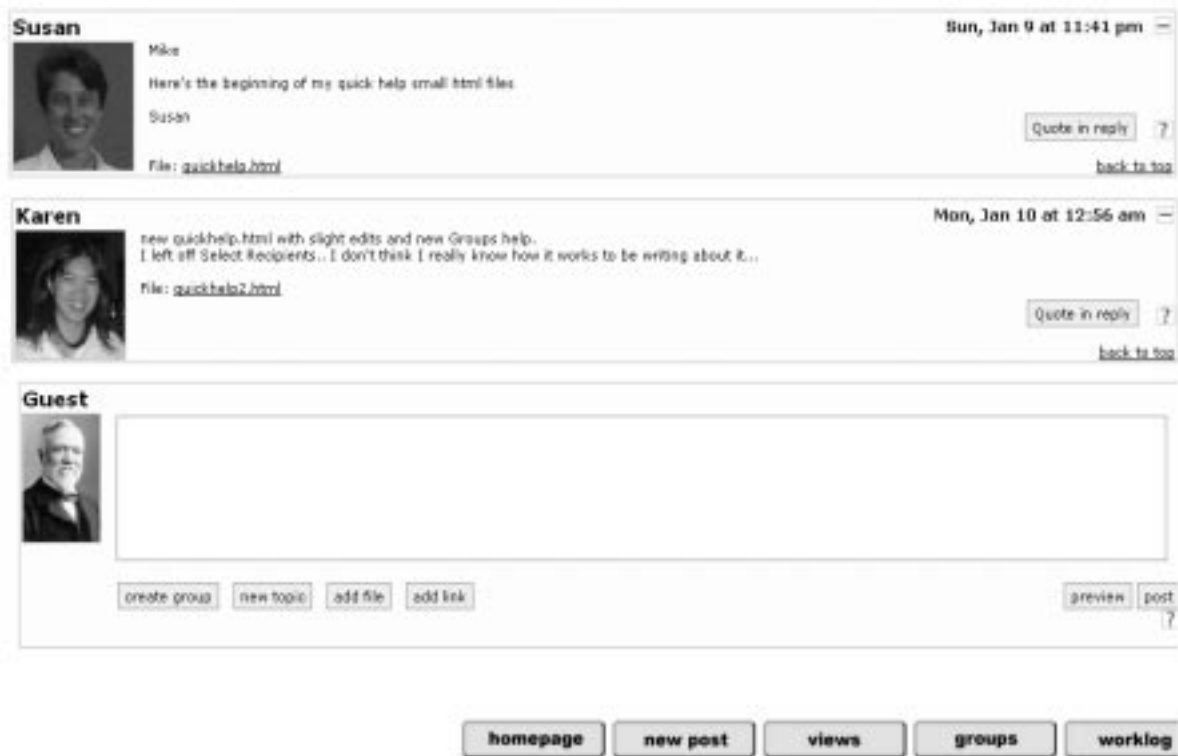 Susan
Sun, Jan 9 at 11:41 pm —
Mike
Here's the beginning of my quick help small html files
Susan
Quote in reply ?
File: quickhelp.html
back to top
Karen
Mon, Jan 10 at 12:56 am —
new quickhelp.html with slight edits and new Groups help.
I left off Select Recipients.. I don't think I really know how it works to be writing about it...
File: quickhelp2.html
Quote in reply ?
back to top
Guest
create group new topic add file add link preview post
?
homepage new post views groups worklog